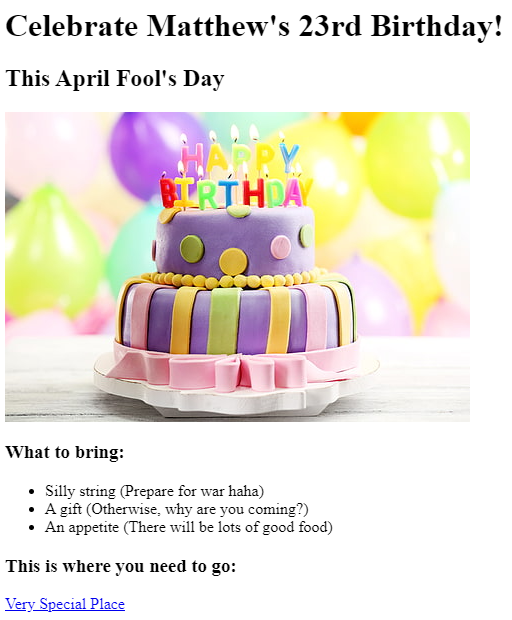 Celebrate Matthew's 23rd Birthday!
This April Fool's Day
HAPPY
BIRTHDAY
What to bring:
Silly string (Prepare for war haha)
A gift (Otherwise, why are you coming?)
An appetite (There will be lots of good food)
This is where you need to go:
Very Special Place